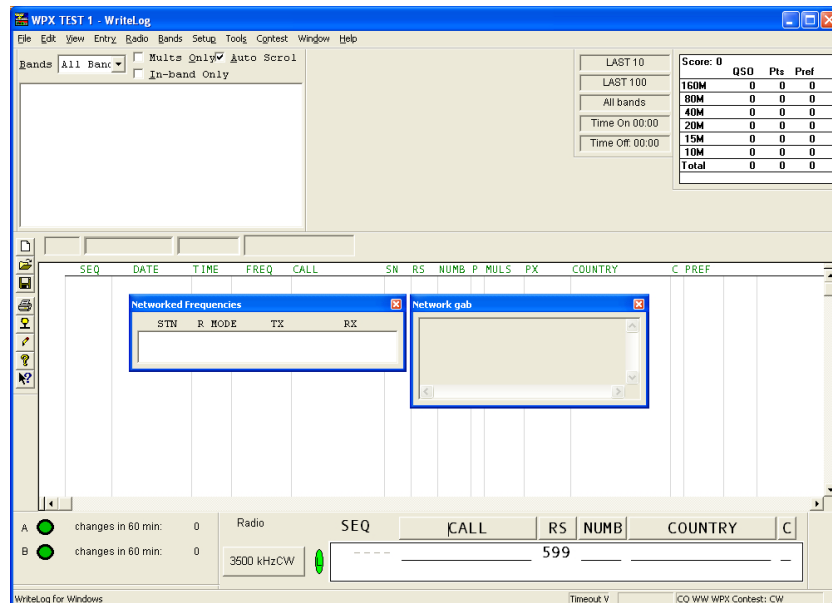 WPX TEST 1 - WriteLog
File Edit View Entry Radio Bands Setup Tools Contest Window Help
Bands All Banc Mults Only Auto Scrol
In-band Only
LAST 10
LAST 100
All bands
Time On 00:00
Time Off: 00:00
Score: 0
QSO Pts Pref
160M 0 0 0
80M 0 0 0
40M 0 0 0
20M 0 0 0
15M 0 0 0
10M 0 0 0
Total 0 0 0
SEQ DATE TIME FREQ CALL SN RS NUMB P MULS PX COUNTRY C PREF
Networked Frequencies
STN R MODE TX RX
Network gab
A changes in 60 min: 0
B changes in 60 min: 0
Radio
3500 kHzCW
SEQ CALL RS NUMB COUNTRY C
599
WriteLog for Windows Timeout V CQ WW WPX Contest: CW